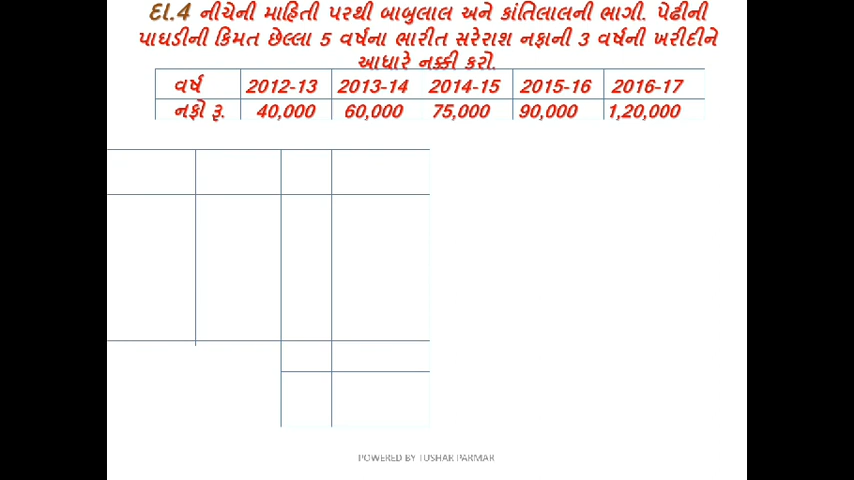 દા.4 નીચેની માહિતી પરથી બાબુલાલ અને કાંતિલાલની ભાગી. પેઢીની
પાઘડીની કિંમત છેલ્લા 5 વર્ષના ભારીત સરેરાશ નફાની 3 વર્ષની ખરીદીને
આધારે નક્કી કરો.
વર્ષ 2012-13 2013-14 2014-15 2015-16 2016-17
નફો રૂ. 40,000 60,000 75,000 90,000 1,20,000
POWERED BY TUSHAR PARMAR